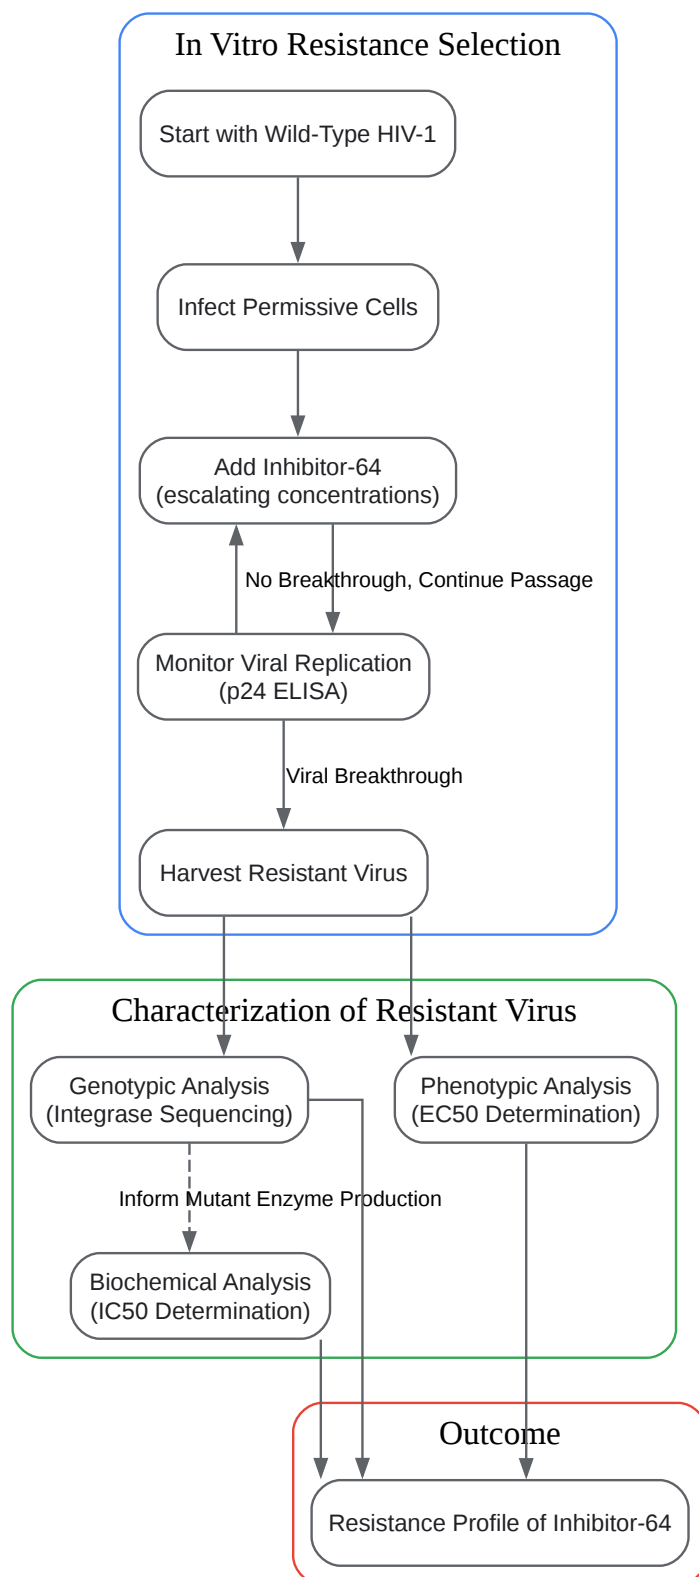 In Vitro Resistance Selection
Start with Wild-Type HIV-1
Infect Permissive Cells
Add Inhibitor-64
(escalating concentrations)
No Breakthrough, Continue Passage
Monitor Viral Replication
(p24 ELISA)
Viral Breakthrough
Harvest Resistant Virus
Characterization of Resistant Virus
Genotypic Analysis
(Integrase Sequencing)
Phenotypic Analysis
(EC50 Determination)
Inform Mutant Enzyme Production
Biochemical Analysis
(IC50 Determination)
Outcome
Resistance Profile of Inhibitor-64